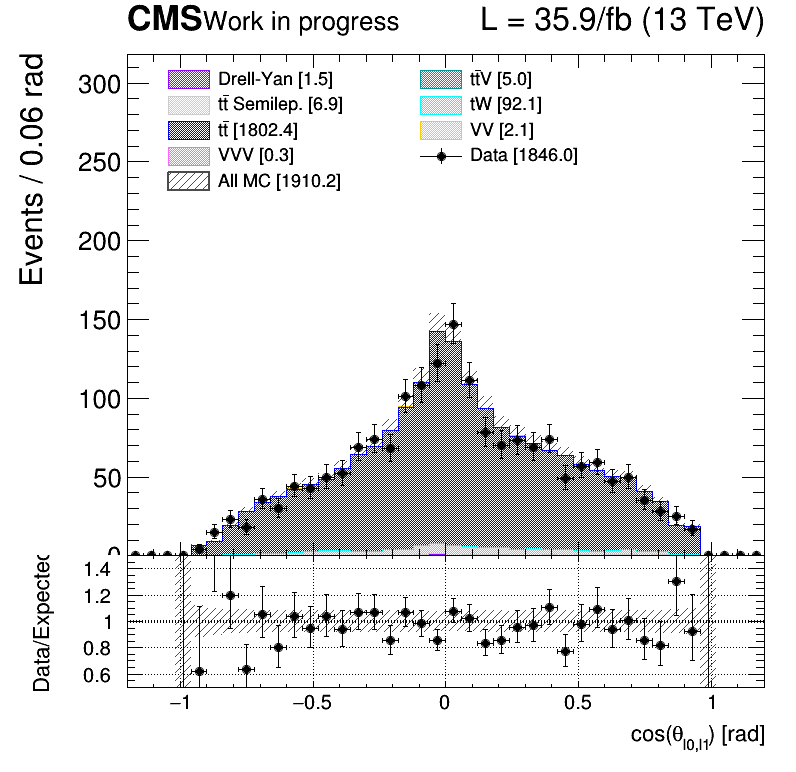 CMS Work in progress L = 35.9/fb (13 TeV)
Events / 0.06 rad
300
250
200
150
100
50
0
Drell-Yan [1.5]
tt̄ Semilep. [6.9]
tt̄ [1802.4]
VVV [0.3]
All MC [1910.2]
tt̄V [5.0]
tW [92.1]
VV [2.1]
Data [1846.0]
Data/Expected
1.4
1.2
1
0.8
0.6
−1 −0.5 0 0.5 1
cos(θl0,l1) [rad]